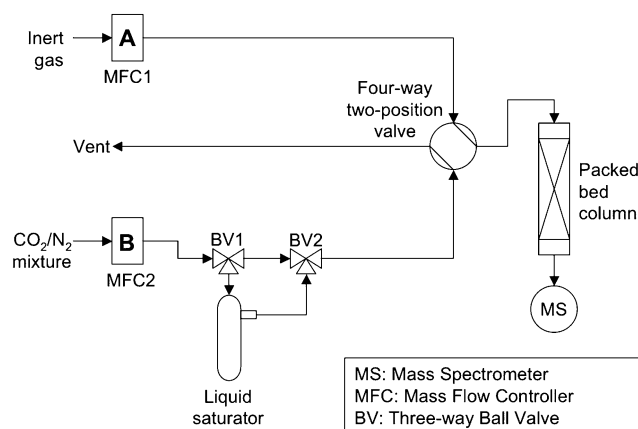 Inert
gas
A
MFC1
Four-way
two-position
valve
Vent
Packed
bed
column
CO₂/N₂
mixture
B
MFC2
BV1
BV2
MS
Liquid
saturator
MS: Mass Spectrometer
MFC: Mass Flow Controller
BV: Three-way Ball Valve